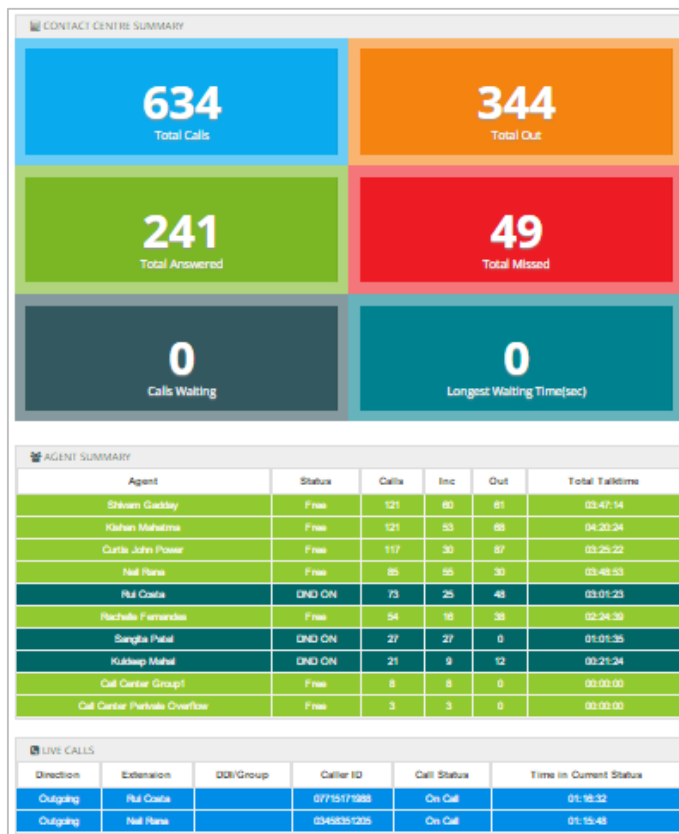 CONTACT CENTRE SUMMARY
634 344
Total Calls Total Out
241 49
Total Answered Total Missed
0 0
Calls Waiting Longest Waiting Time(sec)
AGENT SUMMARY
Agent Status Calls Inc Out Total Talktime
Shivam Gadday Free 121 60 61 03:47:14
Kishan Mahatma Free 121 53 68 04:20:24
Curtis John Power Free 117 30 87 03:25:22
Neil Rana Free 85 55 30 03:48:53
Rui Costa DND ON 73 25 48 03:01:23
Rachelle Fernandes Free 54 16 38 02:24:39
Sangita Patel DND ON 27 27 0 01:01:35
Kuldeep Mahal DND ON 21 9 12 00:21:24
Call Center Group1 Free 8 8 0 00:00:00
Call Center Perivale Overflow Free 3 3 0 00:00:00
LIVE CALLS
Direction Extension DDI/Group Caller ID Call Status Time in Current Status
Outgoing Rui Costa 07715171988 On Call 01:16:32
Outgoing Neil Rana 03458351205 On Call 01:15:48